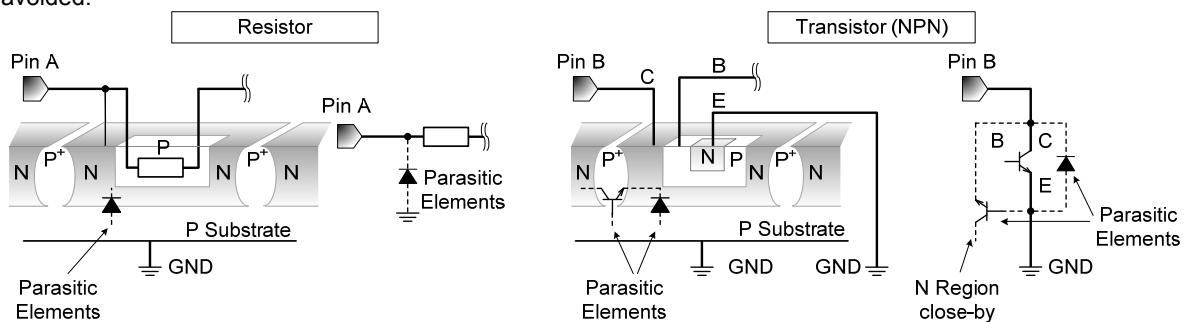 avoided.
Resistor
Pin A
N
P+
N
P
N
P+
N
P Substrate
GND
Parasitic
Elements
Pin A
Parasitic
Elements
Transistor (NPN)
Pin B
C
B
E
N
P+
N
N
P
P+
N
N
P Substrate
GND
GND
Parasitic
Elements
Pin B
B
C
E
Parasitic
Elements
GND
N Region
close-by